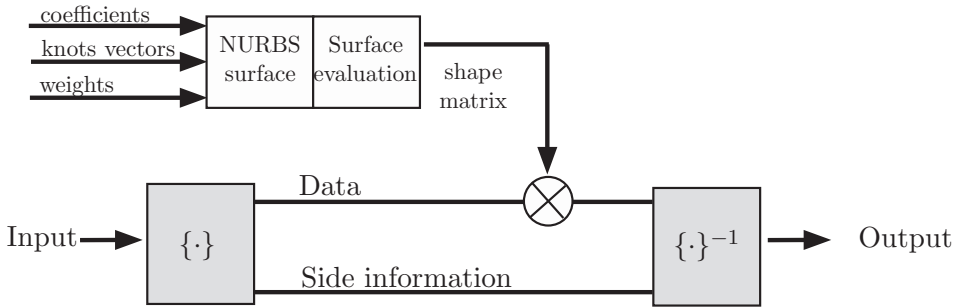 coefficients
knots vectors
weights
NURBS
surface
Surface
evaluation
shape
matrix
Data
Input
{·}
{·}⁻¹
Output
Side information